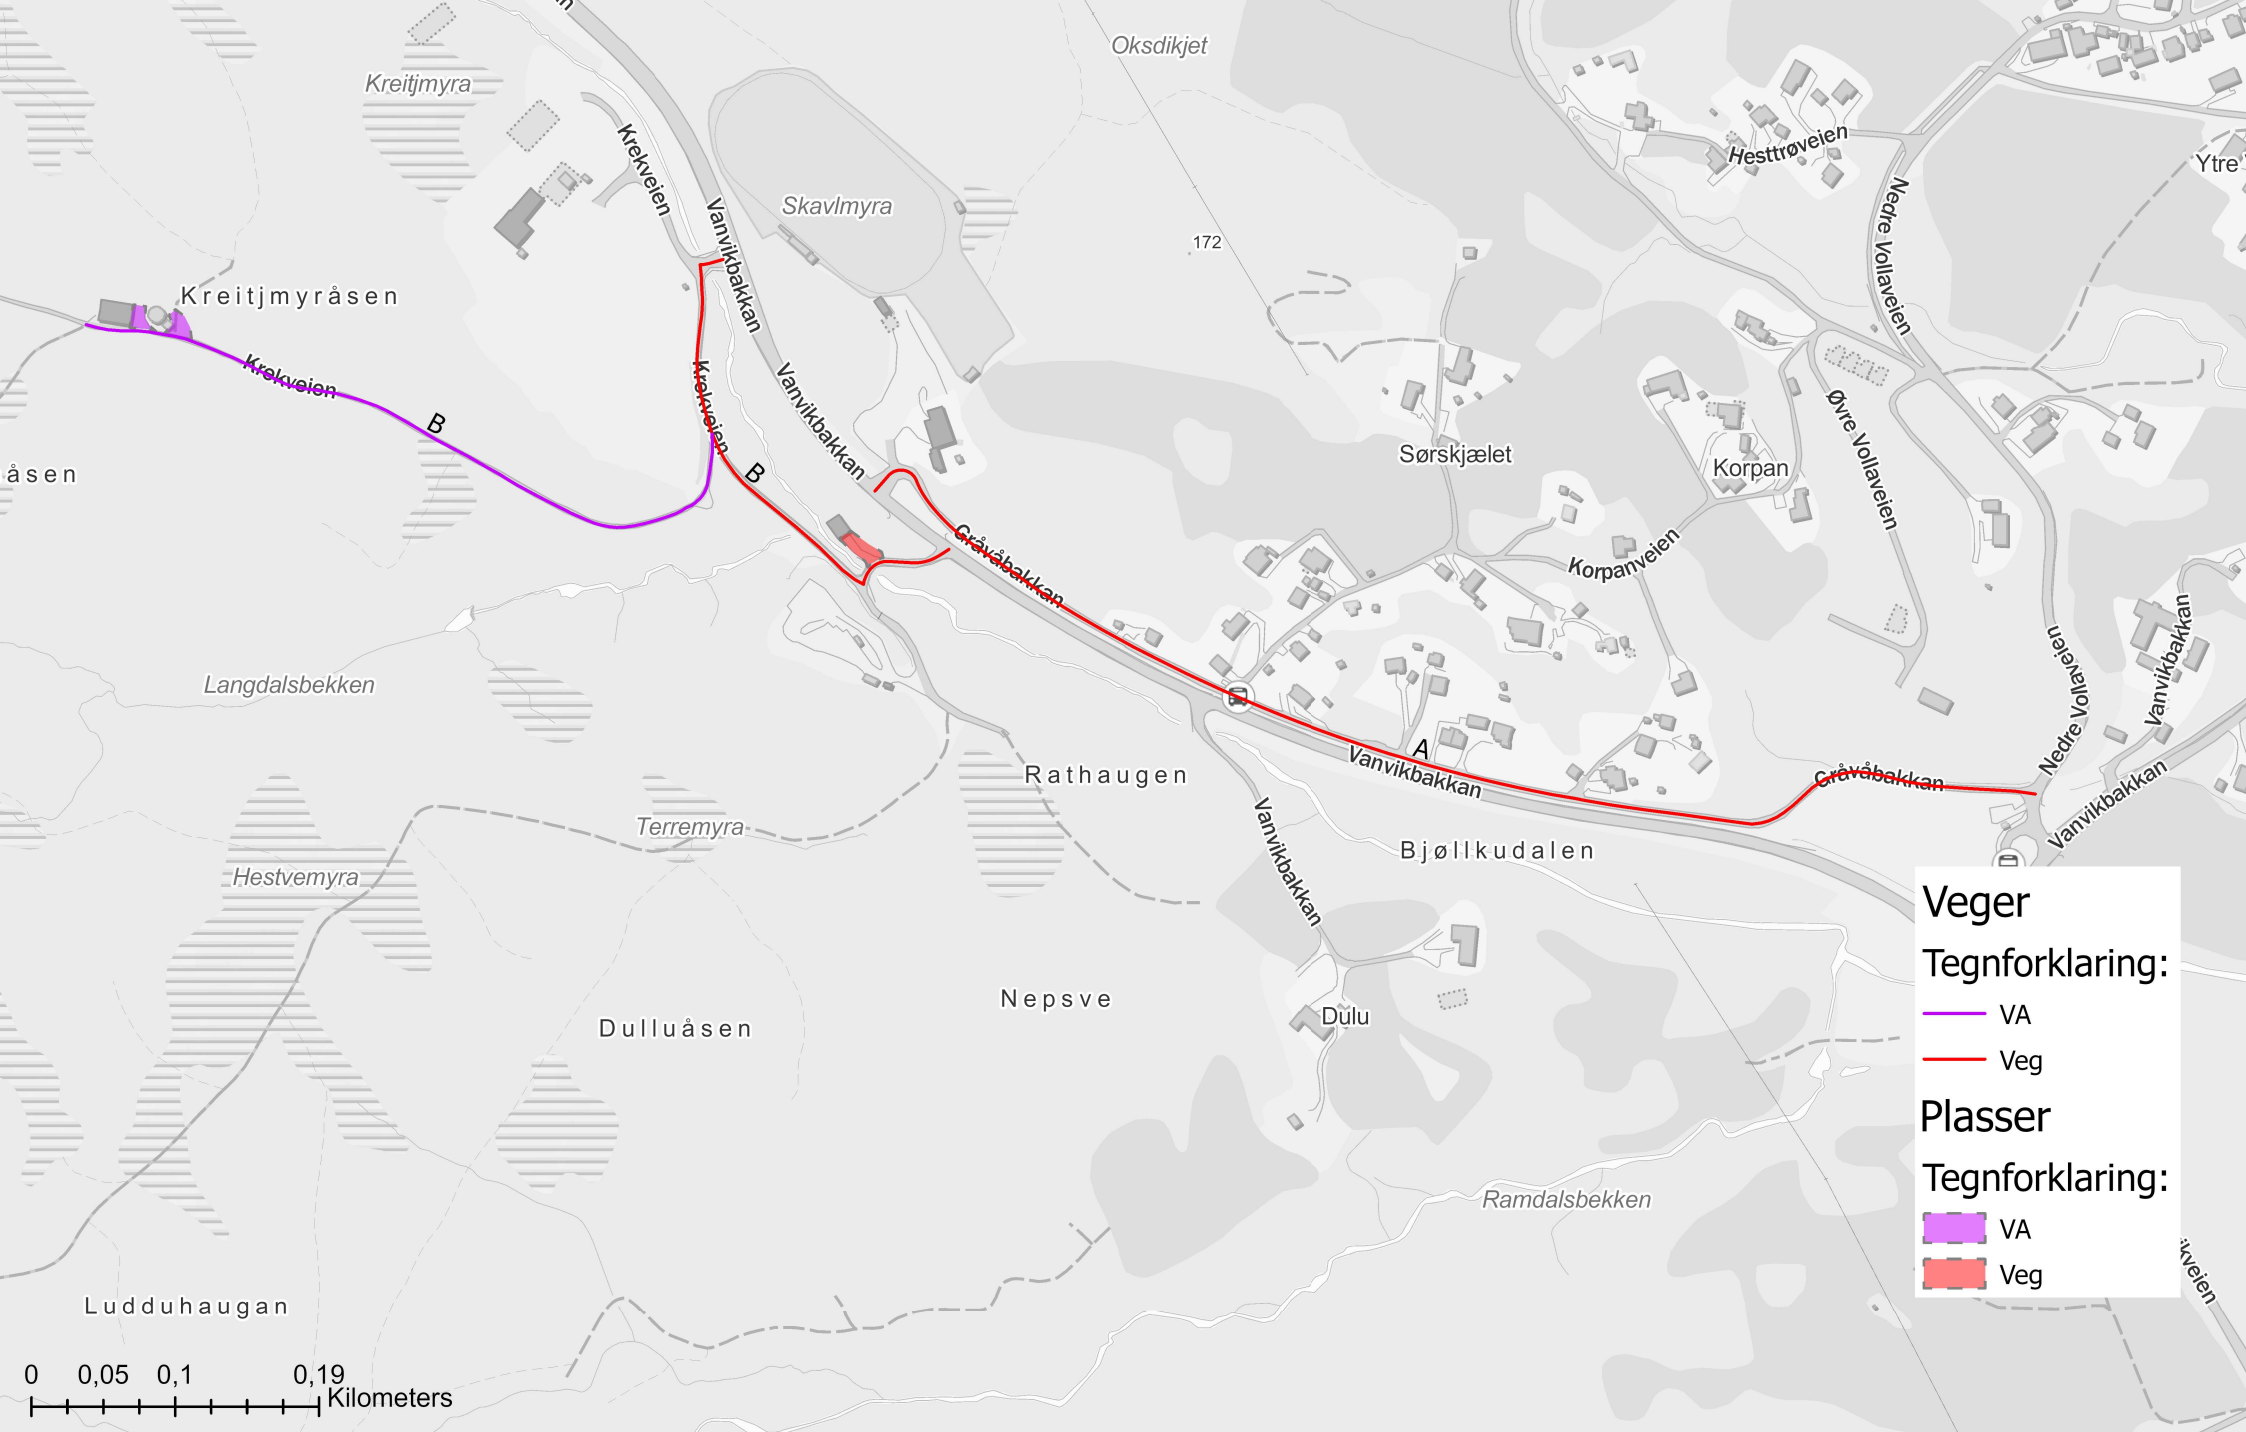 Oksdikjet
Kreitjmyra
Hesttrøveien
Krekveien
Ytre
Skavlmyra
Vanvikbakkan
Nedre Vollaveien
172
Kreitjmyråsen
Krekveien
Krekveien
Vanvikbakkan
Øvre Vollaveien
B
åsen
B
Sørskjælet
Korpan
Gråvåbakkan
Korpanveien
Langdalsbekken
Nedre Vollaveien
Vanvikbakkan
A
Rathaugen
Vanvikbakkan
Gråvåbakkan
Vanvikbakkan
Terremyra
Vanvikbakkan
Bjøllkudalen
Hestvemyra
Nepsve
Dulu
Dulluåsen
Ramdalsbekken
Ludduhaugan
ikveien
Veger
Tegnforklaring:
VA
Veg
Plasser
Tegnforklaring:
VA
Veg
0 0,05 0,1 0,19
Kilometers